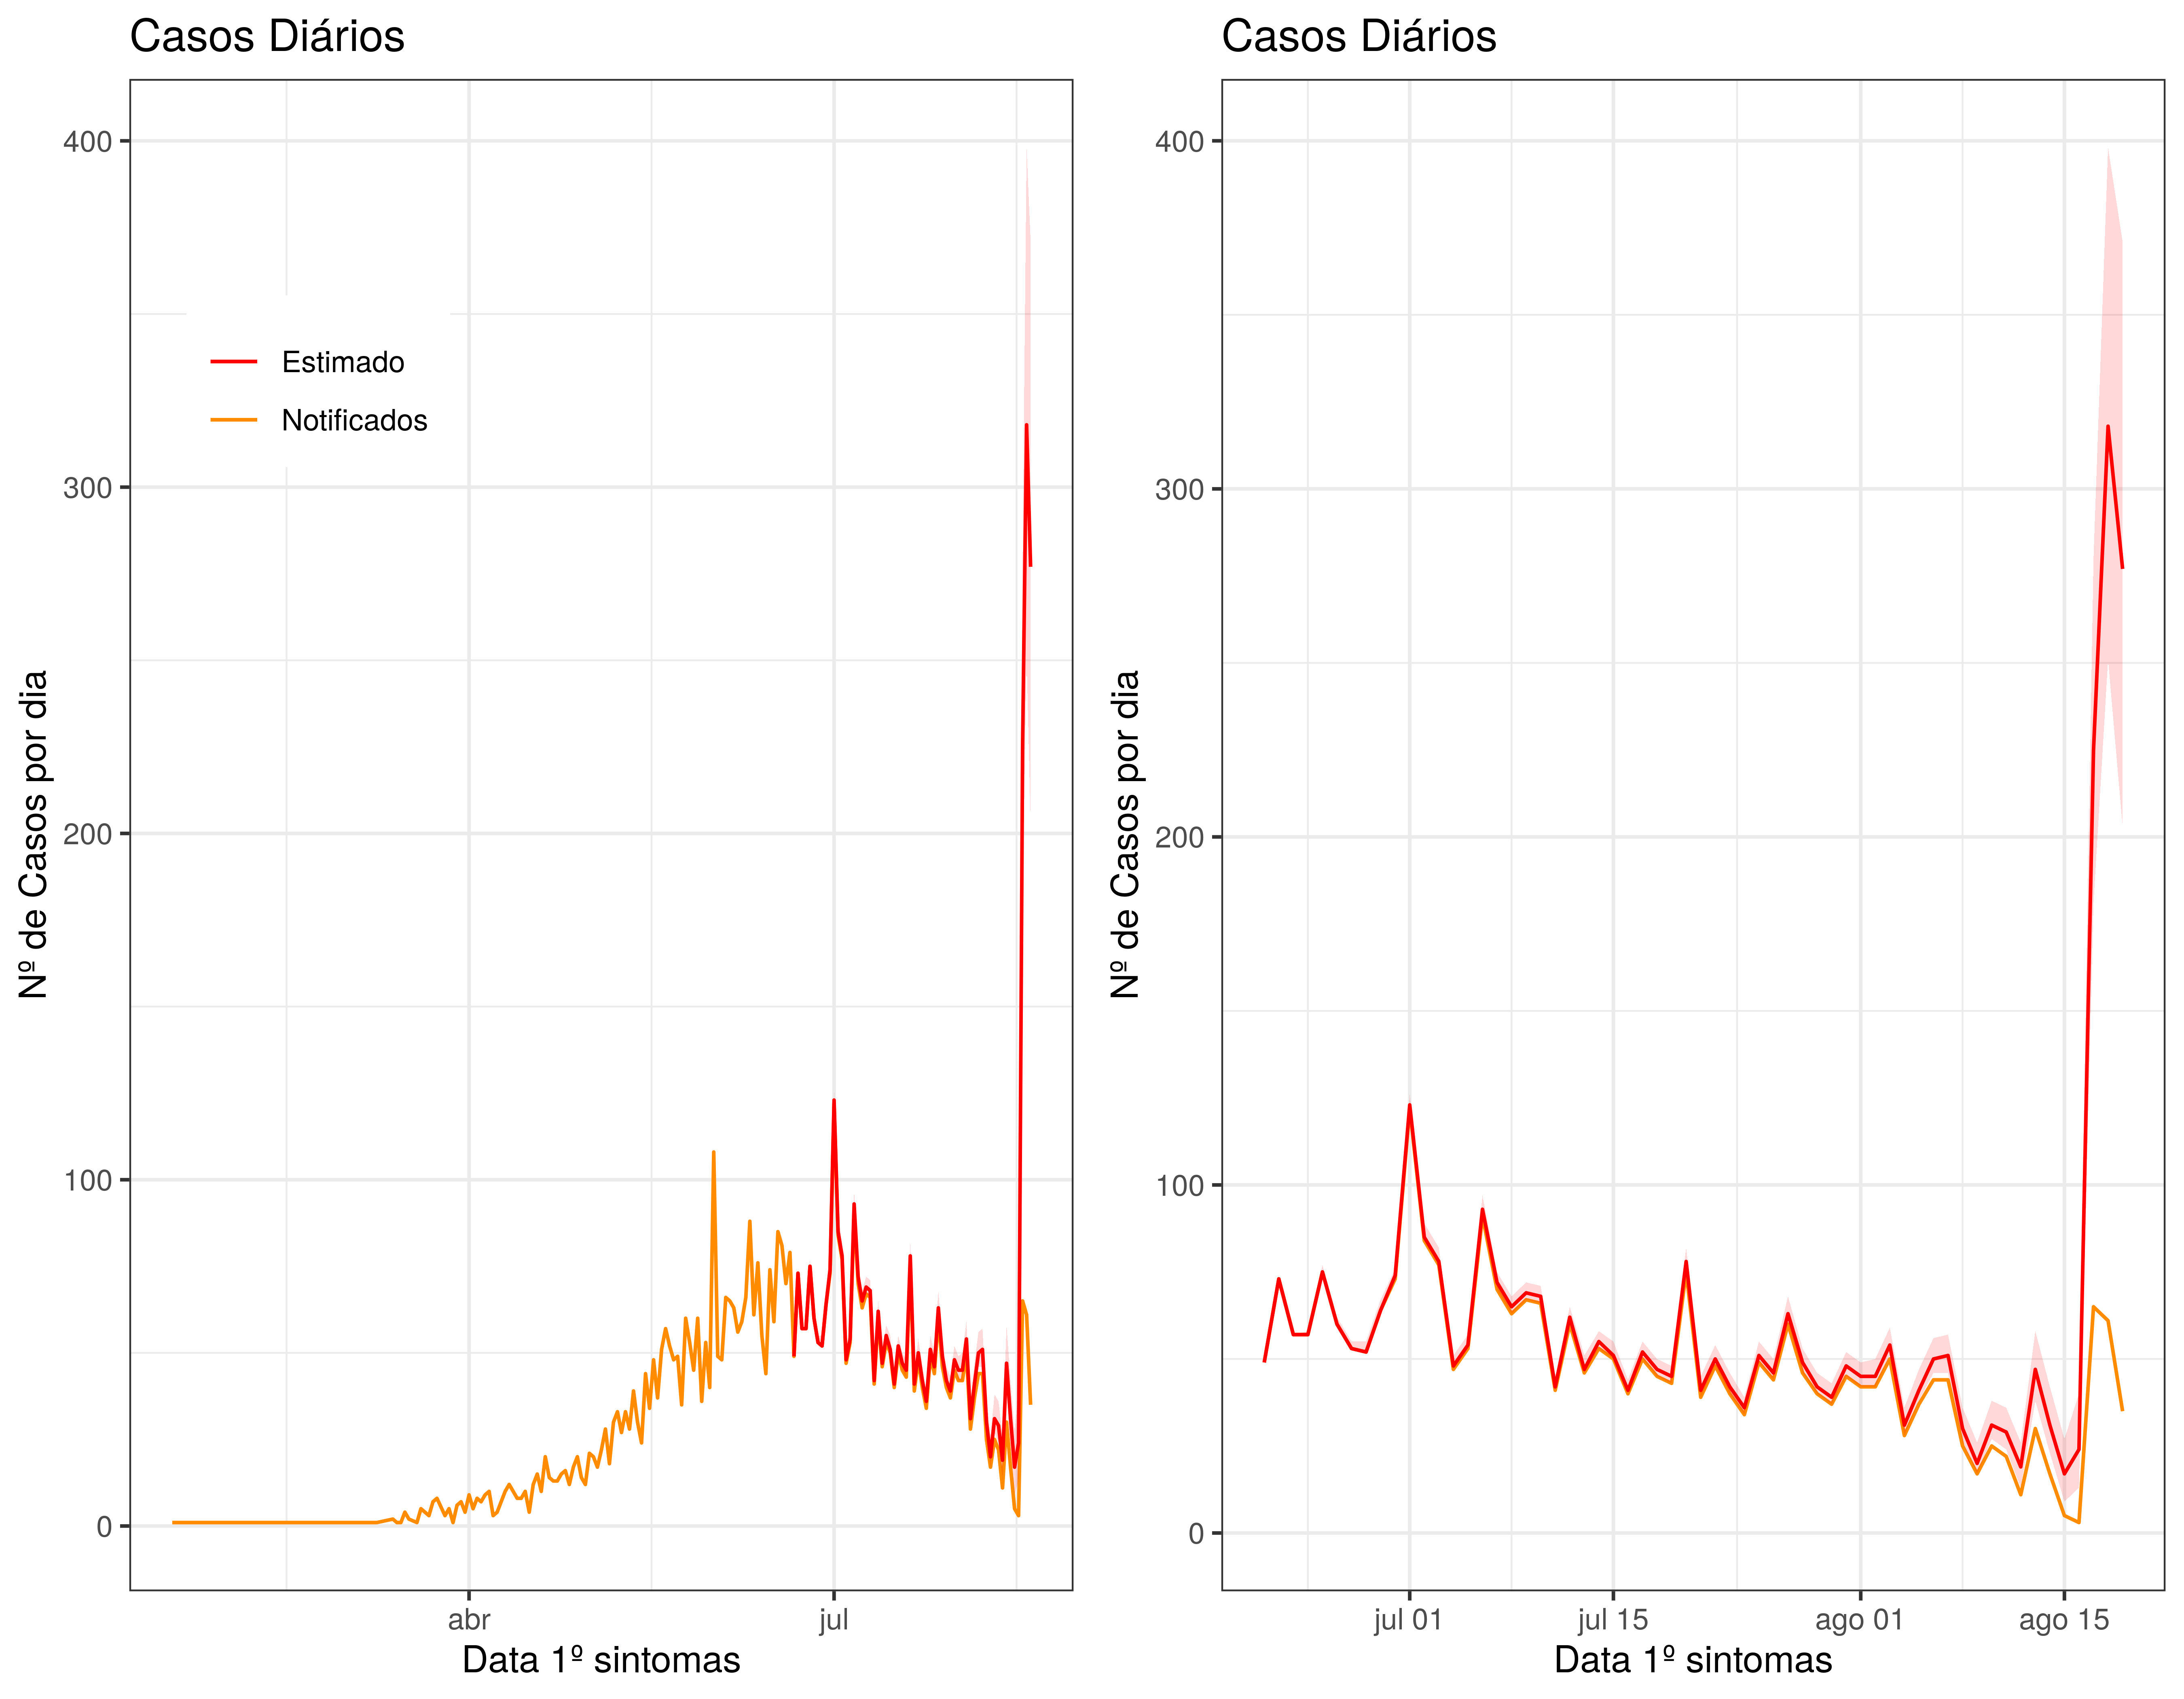 Casos Diários
Nº de Casos por dia
400
300
200
100
0
Estimado
Notificados
abr
jul
Data 1º sintomas
Casos Diários
Nº de Casos por dia
400
300
200
100
0
jul 01
jul 15
ago 01
ago 15
Data 1º sintomas